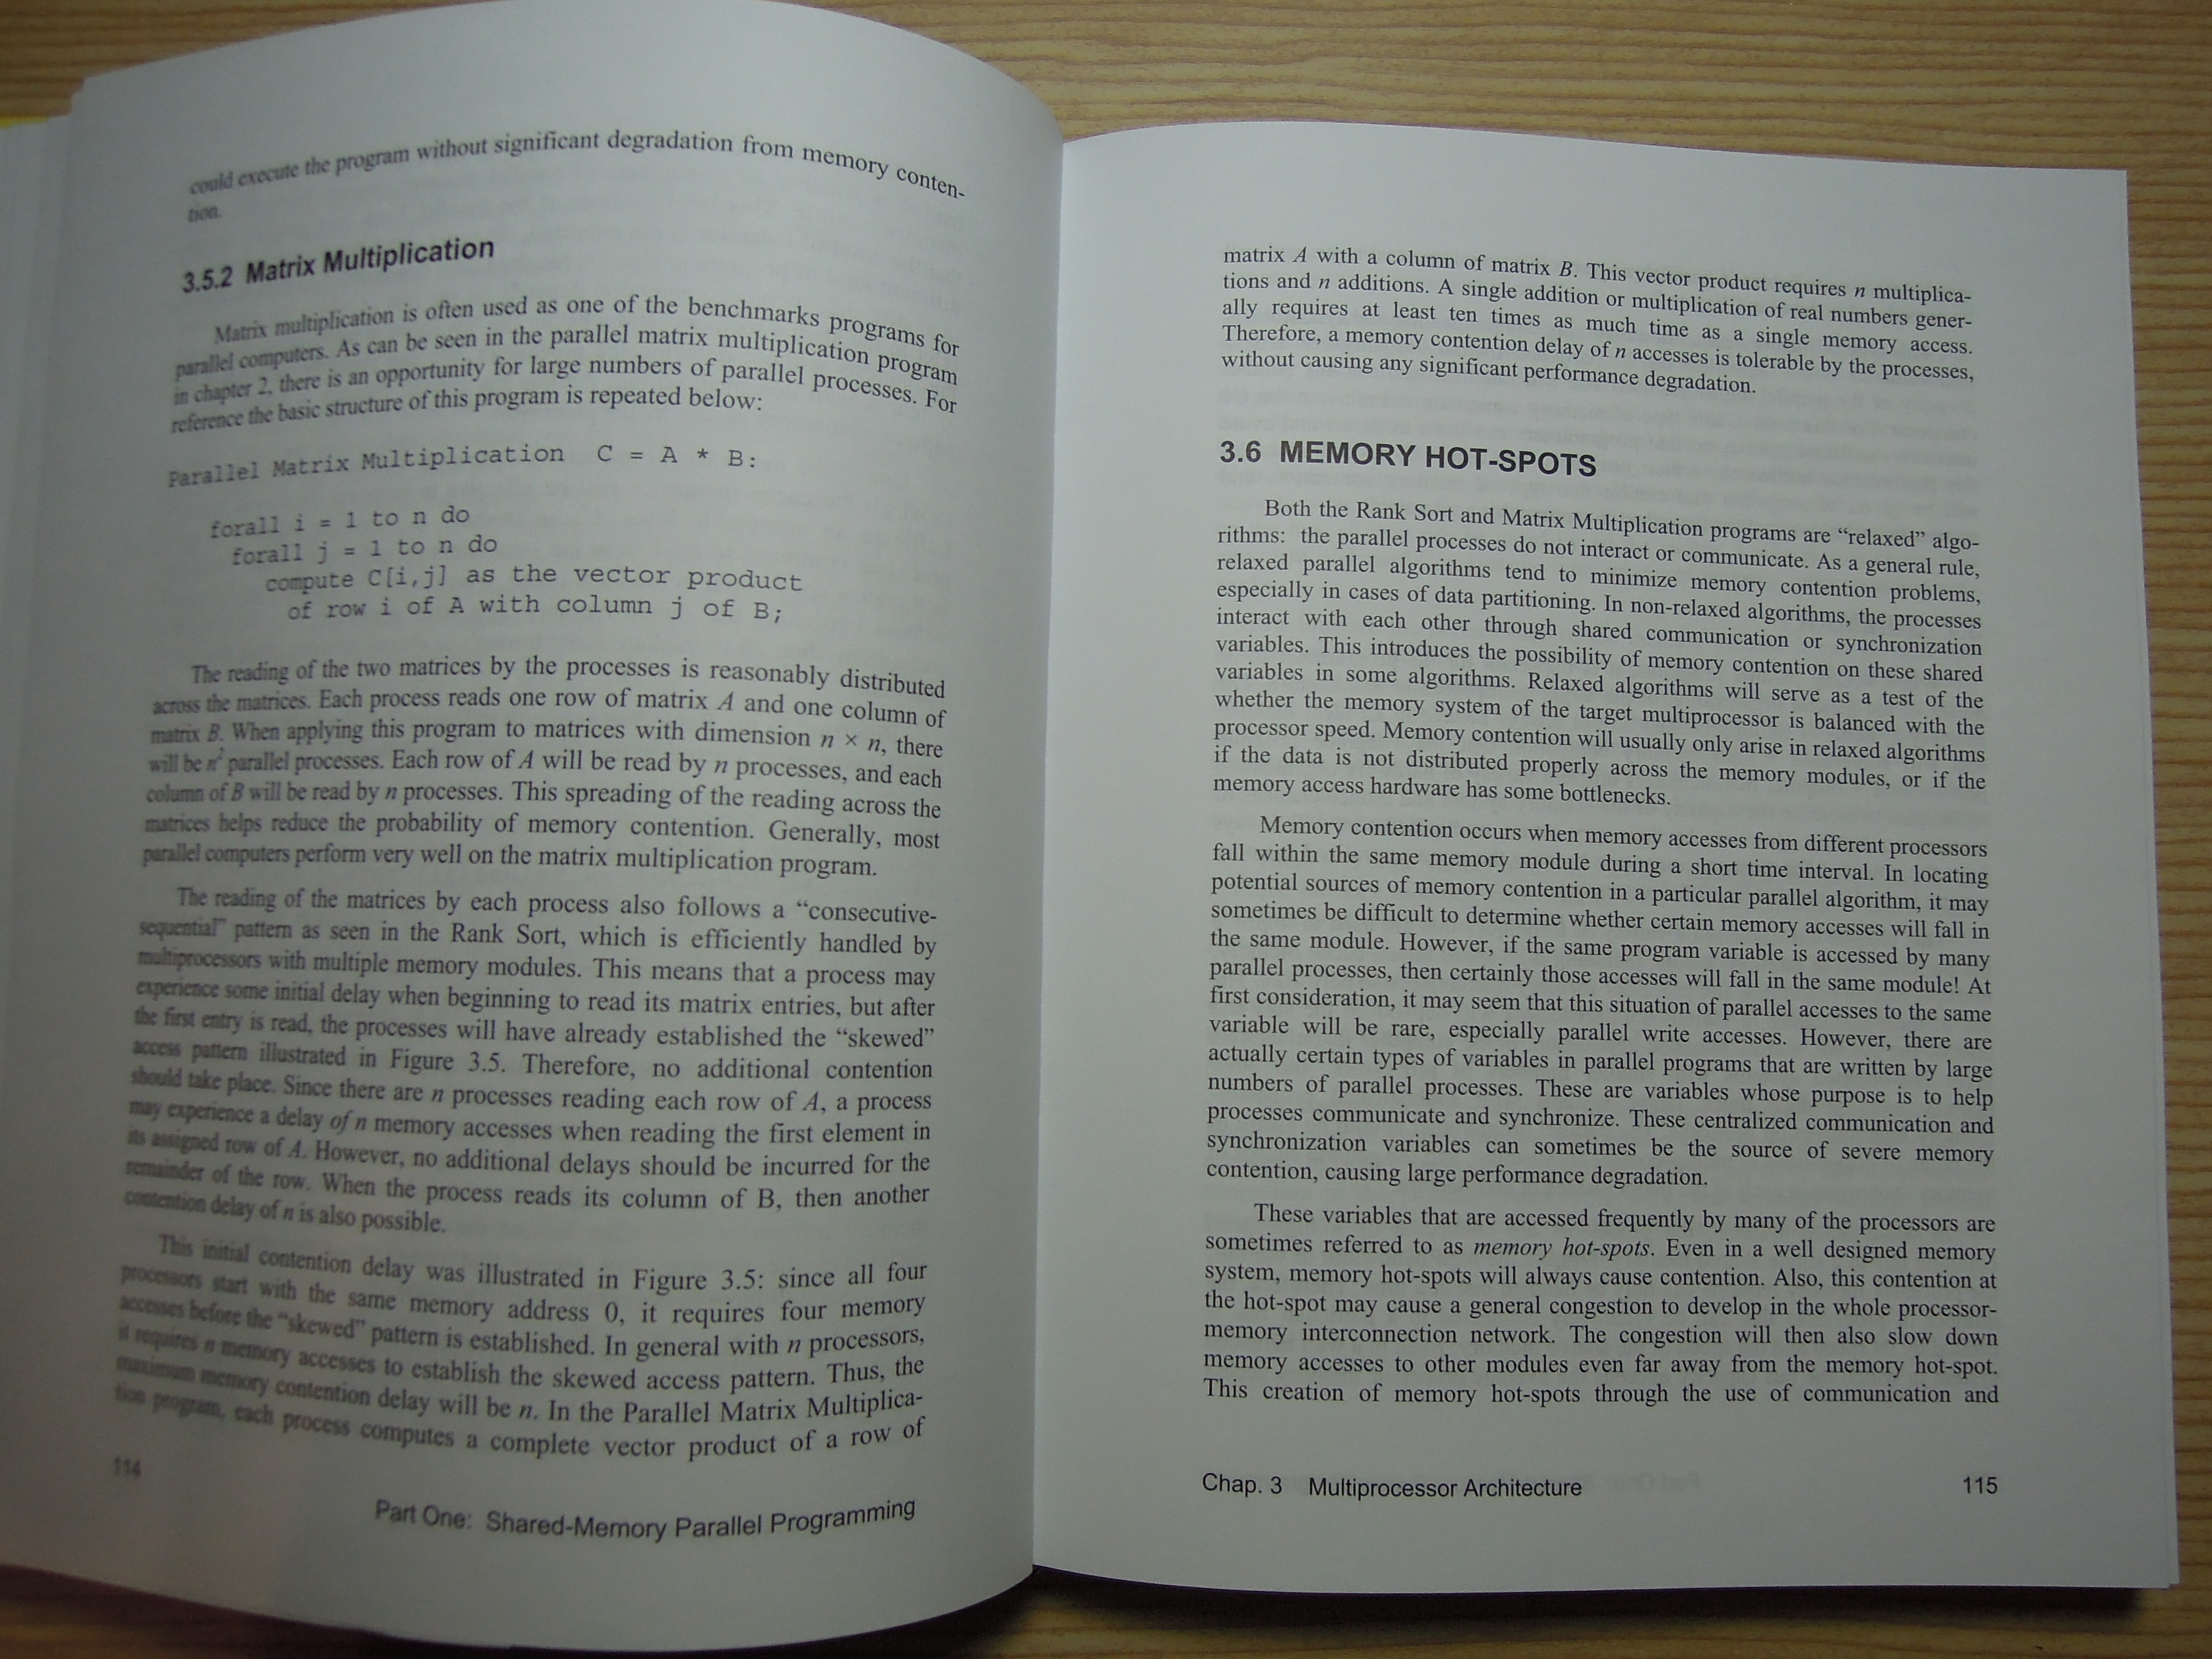 could execute the program without significant degradation from memory conten-
tion.
3.5.2 Matrix Multiplication
Matrix multiplication is often used as one of the benchmarks programs for
parallel computers. As can be seen in the parallel matrix multiplication program
in chapter 2, there is an opportunity for large numbers of parallel processes. For
reference the basic structure of this program is repeated below:
Parallel Matrix Multiplication C = A * B:
forall i = 1 to n do
forall j = 1 to n do
compute C[i,j] as the vector product
of row i of A with column j of B;
The reading of the two matrices by the processes is reasonably distributed
across the matrices. Each process reads one row of matrix A and one column of
matrix B. When applying this program to matrices with dimension n × n, there
will be n² parallel processes. Each row of A will be read by n processes, and each
column of B will be read by n processes. This spreading of the reading across the
matrices helps reduce the probability of memory contention. Generally, most
parallel computers perform very well on the matrix multiplication program.
The reading of the matrices by each process also follows a “consecutive-
sequential” pattern as seen in the Rank Sort, which is efficiently handled by
multiprocessors with multiple memory modules. This means that a process may
experience some initial delay when beginning to read its matrix entries, but after
the first entry is read, the processes will have already established the “skewed”
access pattern illustrated in Figure 3.5. Therefore, no additional contention
should take place. Since there are n processes reading each row of A, a process
may experience a delay of n memory accesses when reading the first element in
its assigned row of A. However, no additional delays should be incurred for the
remainder of the row. When the process reads its column of B, then another
contention delay of n is also possible.
This initial contention delay was illustrated in Figure 3.5: since all four
processors start with the same memory address 0, it requires four memory
accesses before the “skewed” pattern is established. In general with n processors,
it requires n memory accesses to establish the skewed access pattern. Thus, the
maximum memory contention delay will be n. In the Parallel Matrix Multiplica-
tion program, each process computes a complete vector product of a row of
114
Part One: Shared-Memory Parallel Programming
matrix A with a column of matrix B. This vector product requires n multiplica-
tions and n additions. A single addition or multiplication of real numbers gener-
ally requires at least ten times as much time as a single memory access.
Therefore, a memory contention delay of n accesses is tolerable by the processes,
without causing any significant performance degradation.
3.6 MEMORY HOT-SPOTS
Both the Rank Sort and Matrix Multiplication programs are “relaxed” algo-
rithms: the parallel processes do not interact or communicate. As a general rule,
relaxed parallel algorithms tend to minimize memory contention problems,
especially in cases of data partitioning. In non-relaxed algorithms, the processes
interact with each other through shared communication or synchronization
variables. This introduces the possibility of memory contention on these shared
variables in some algorithms. Relaxed algorithms will serve as a test of the
whether the memory system of the target multiprocessor is balanced with the
processor speed. Memory contention will usually only arise in relaxed algorithms
if the data is not distributed properly across the memory modules, or if the
memory access hardware has some bottlenecks.
Memory contention occurs when memory accesses from different processors
fall within the same memory module during a short time interval. In locating
potential sources of memory contention in a particular parallel algorithm, it may
sometimes be difficult to determine whether certain memory accesses will fall in
the same module. However, if the same program variable is accessed by many
parallel processes, then certainly those accesses will fall in the same module! At
first consideration, it may seem that this situation of parallel accesses to the same
variable will be rare, especially parallel write accesses. However, there are
actually certain types of variables in parallel programs that are written by large
numbers of parallel processes. These are variables whose purpose is to help
processes communicate and synchronize. These centralized communication and
synchronization variables can sometimes be the source of severe memory
contention, causing large performance degradation.
These variables that are accessed frequently by many of the processors are
sometimes referred to as memory hot-spots. Even in a well designed memory
system, memory hot-spots will always cause contention. Also, this contention at
the hot-spot may cause a general congestion to develop in the whole processor-
memory interconnection network. The congestion will then also slow down
memory accesses to other modules even far away from the memory hot-spot.
This creation of memory hot-spots through the use of communication and
Chap. 3 Multiprocessor Architecture 115